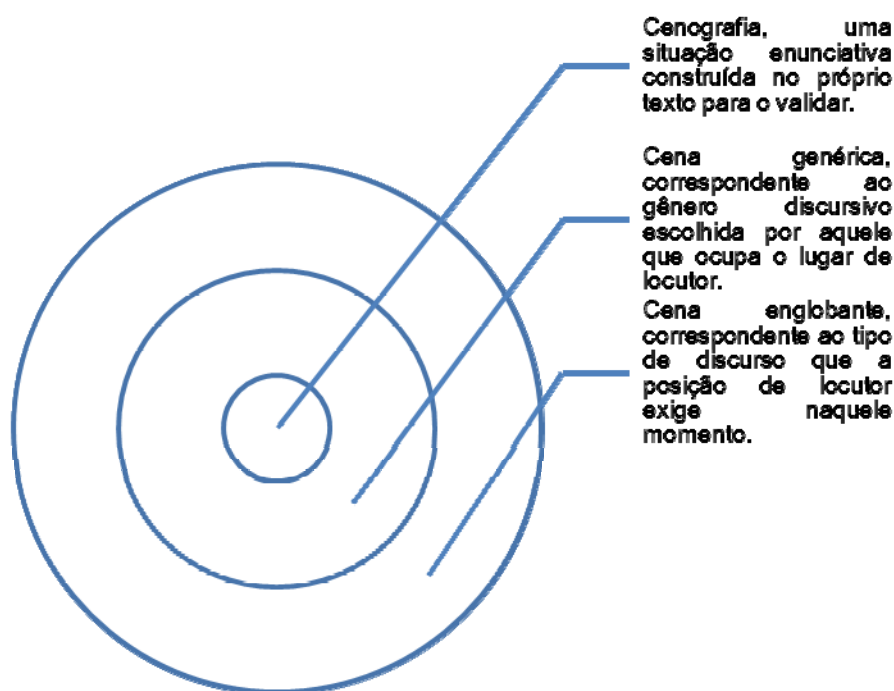 Cenografia, uma
situação enunciativa
construída no próprio
texto para o validar.
Cena genérica,
correspondente ao
gênero discursivo
escolhida por aquele
que ocupa o lugar de
locutor.
Cena englobante,
correspondente ao tipo
de discurso que a
posição de locutor
exige naquele
momento.